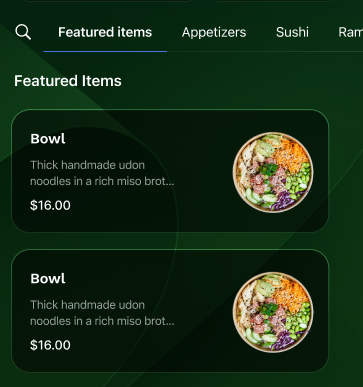 Featured items Appetizers Sushi Ram
Featured Items
Bowl
Thick handmade udon
noodles in a rich miso brot...
$16.00
Bowl
Thick handmade udon
noodles in a rich miso brot...
$16.00